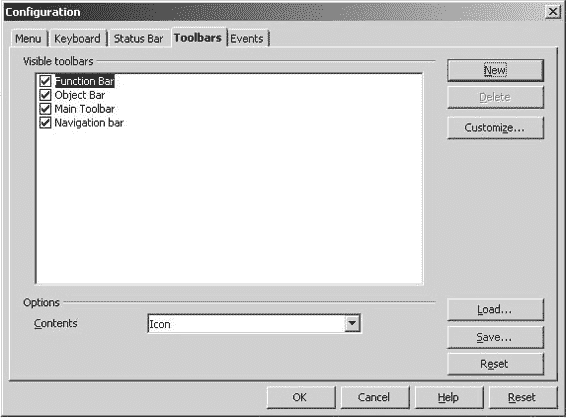 Configuration
Menu Keyboard Status Bar Toolbars Events
Visible toolbars
Function Bar
Object Bar
Main Toolbar
Navigation bar
New
Delete
Customize...
Options
Contents Icon
Load...
Save...
Reset
OK Cancel Help Reset